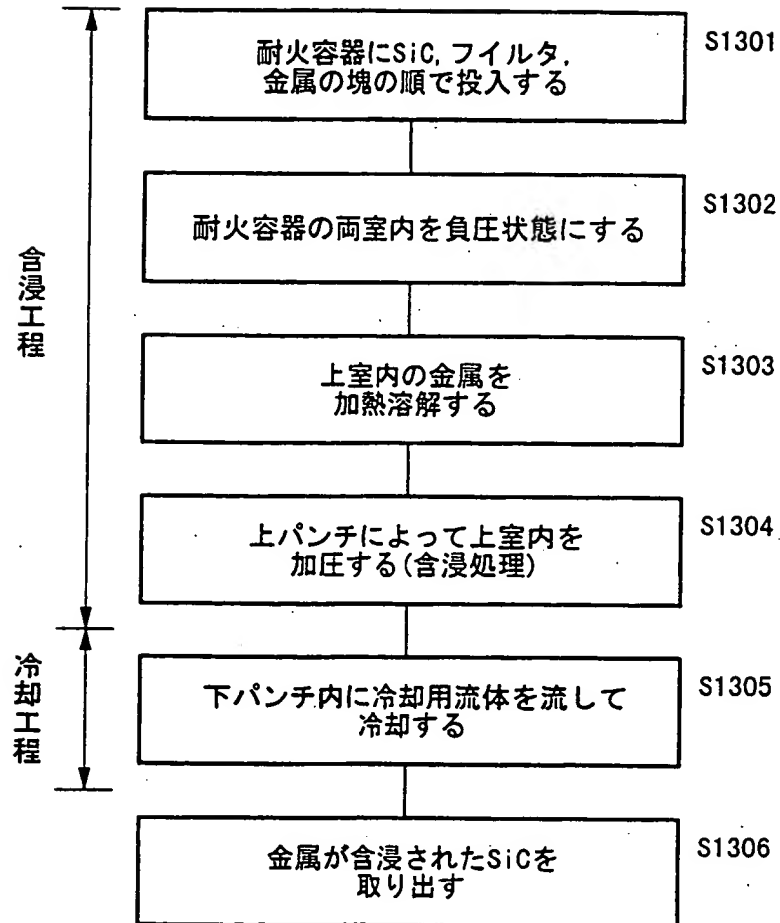 耐火容器にSiC,フイルタ,
金属の塊の順で投入する
S1301
耐火容器の両室内を負圧状態にする
S1302
含浸工程
上室内の金属を
加熱溶解する
S1303
上パンチによって上室内を
加圧する(含浸処理)
S1304
冷却工程
下パンチ内に冷却用流体を流して
冷却する
S1305
金属が含浸されたSiCを
取り出す
S1306